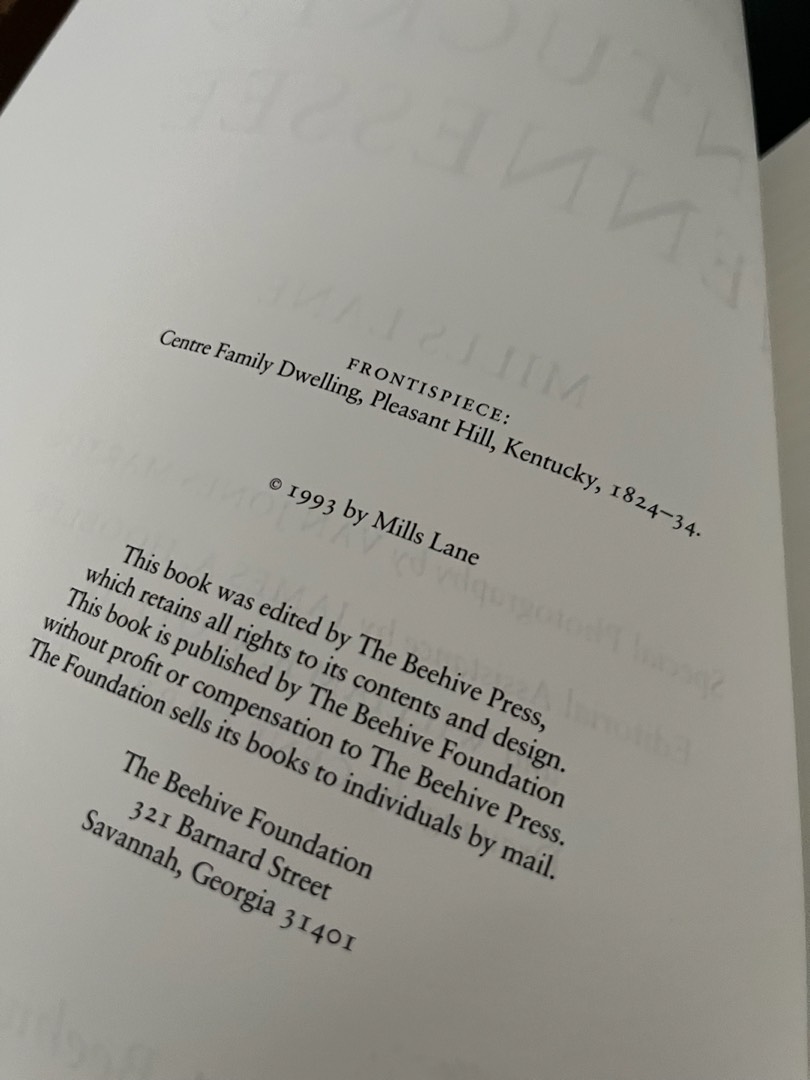 FRONTISPIECE:
Centre Family Dwelling, Pleasant Hill, Kentucky, 1824–34.
© 1993 by Mills Lane
This book was edited by The Beehive Press,
which retains all rights to its contents and design.
This book is published by The Beehive Foundation
without profit or compensation to The Beehive Press.
The Foundation sells its books to individuals by mail.
The Beehive Foundation
321 Barnard Street
Savannah, Georgia 31401